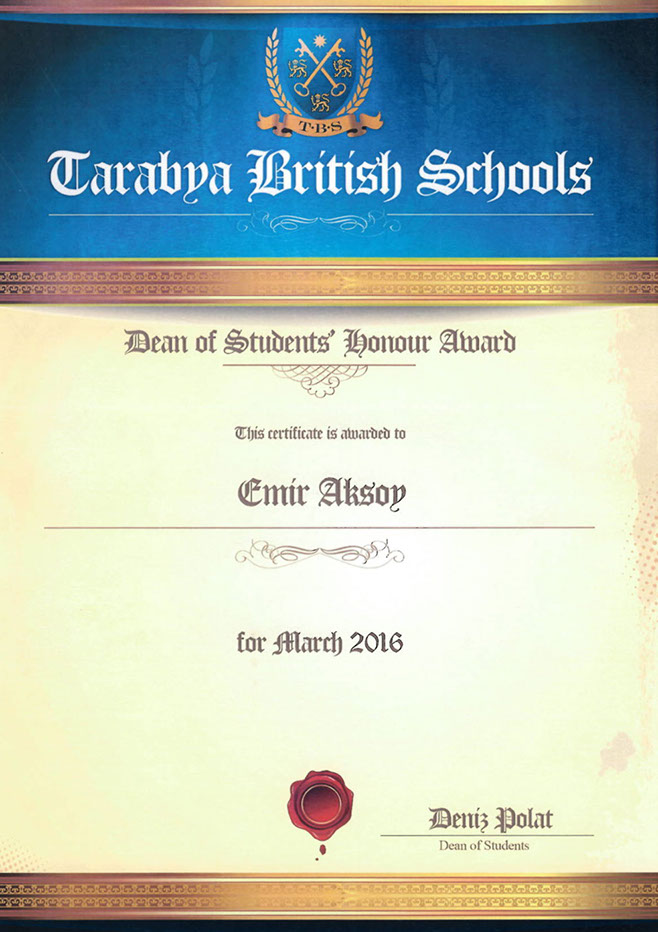 T·B·S
Tarabya British Schools
Dean of Students' Honour Award
This certificate is awarded to
Emir Aksoy
for March 2016
Deniz Polat
Dean of Students